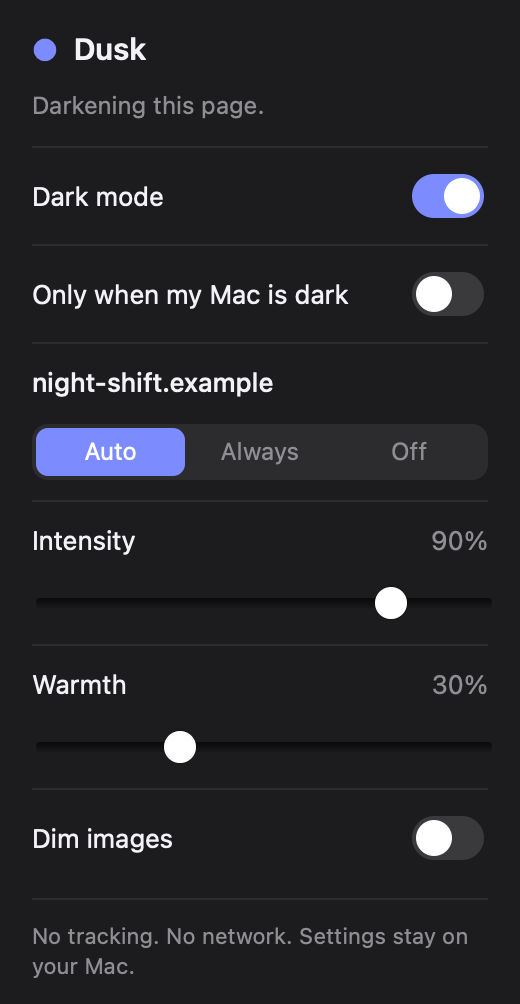 Dusk
Darkening this page.
Dark mode
Only when my Mac is dark
night-shift.example
Auto Always Off
Intensity 90%
Warmth 30%
Dim images
No tracking. No network. Settings stay on
your Mac.